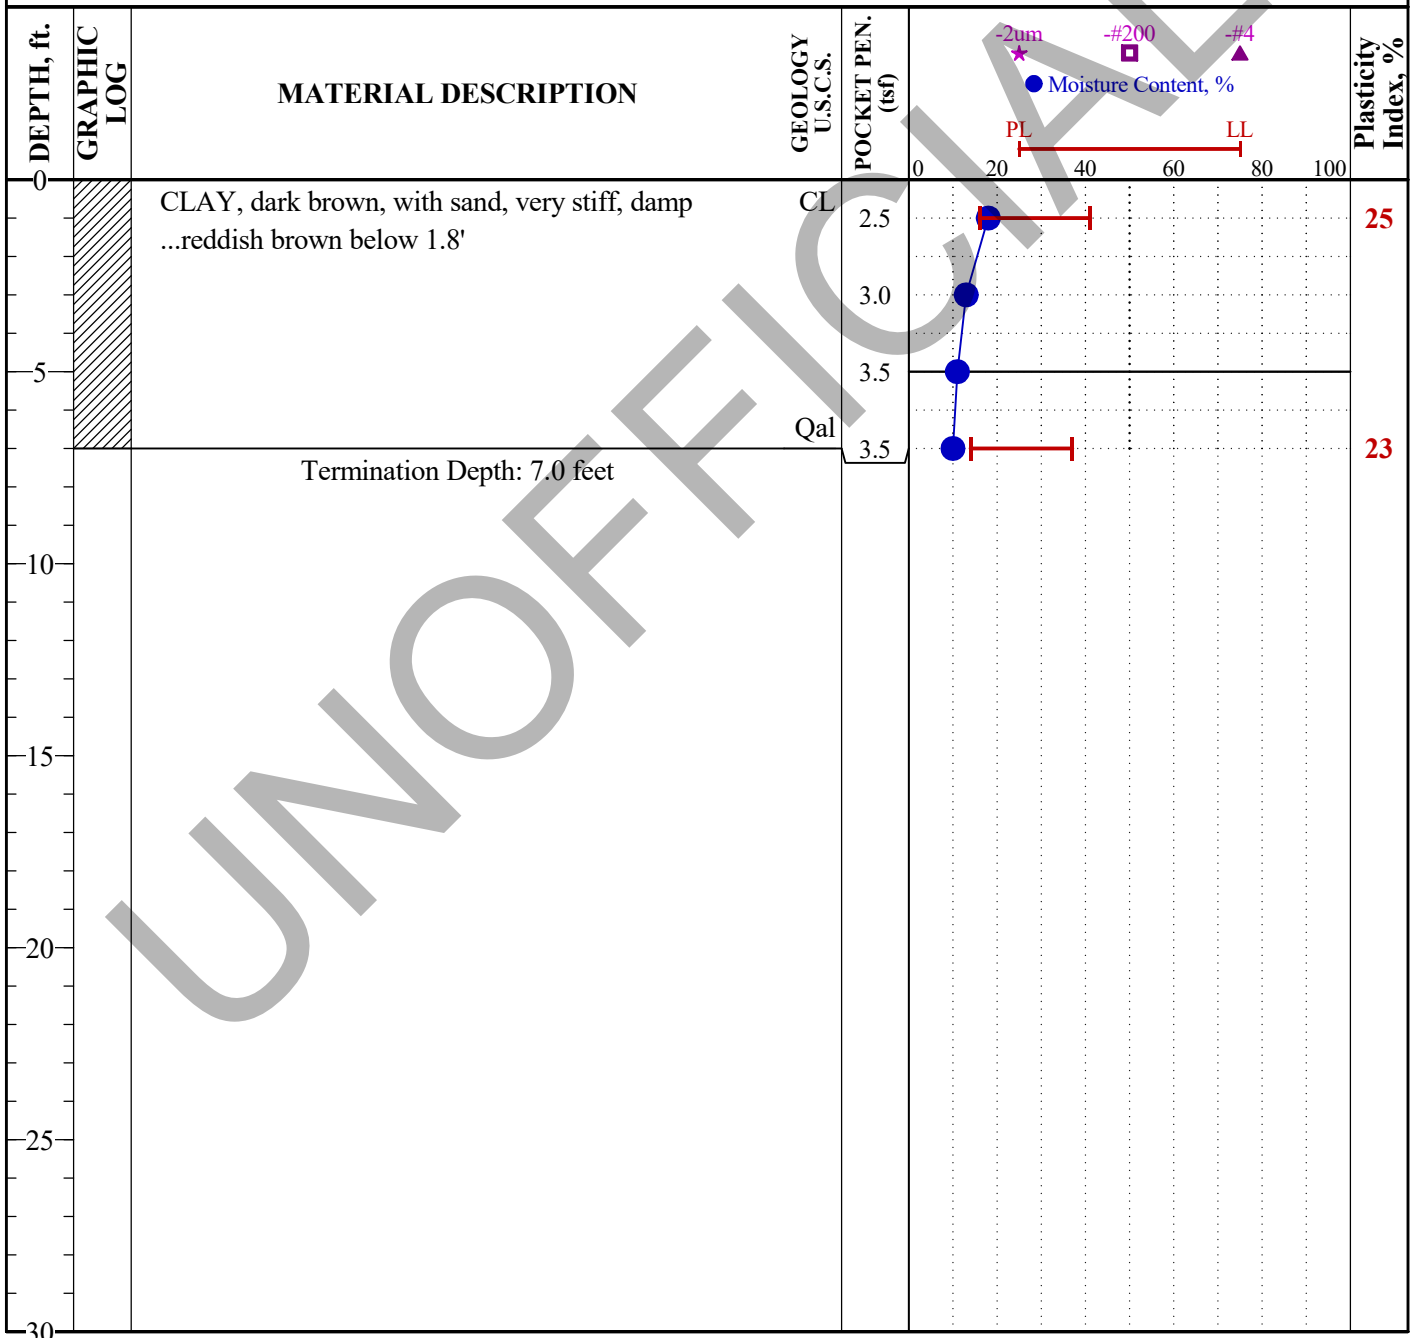 DEPTH, ft.
GRAPHIC
LOG
MATERIAL DESCRIPTION
GEOLOGY
U.S.C.S.
POCKET PEN.
(tsf)
-2um -#200 -#4
Moisture Content, %
PL LL
0 20 40 60 80 100
Plasticity
Index, %
0
CLAY, dark brown, with sand, very stiff, damp CL
2.5 25
...reddish brown below 1.8'
3.0
5 3.5
Qal
3.5 23
Termination Depth: 7.0 feet
10
15
20
25
30
UNOFFICIAL